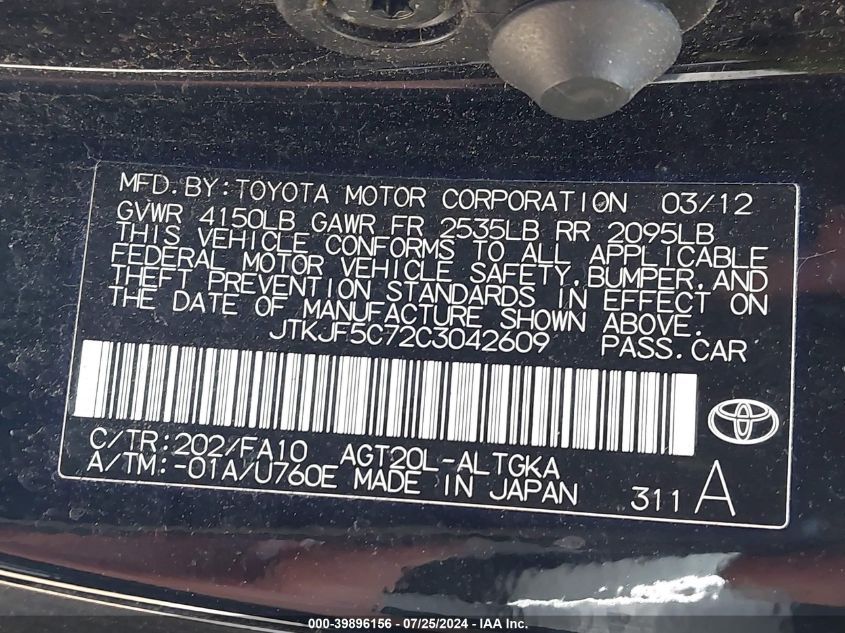 MFD.BY:TOYOTA MOTOR CORPORATION 03/12
GVWR 4150LB GAWR FR 2535LB RR 2095LB
THIS VEHICLE CONFORMS TO ALL APPLICABLE
FEDERAL MOTOR VEHICLE SAFETY,BUMPER,AND
THEFT PREVENTION STANDARDS IN EFFECT ON
THE DATE OF MANUFACTURE SHOWN ABOVE.
JTKJF5C72C3042609 PASS.CAR
C/TR:202/FA10 AGT20L-ALTGKA
A/TM:-01A/U760E MADE IN JAPAN 311 A
000-39896156 - 07/25/2024 - IAA Inc.